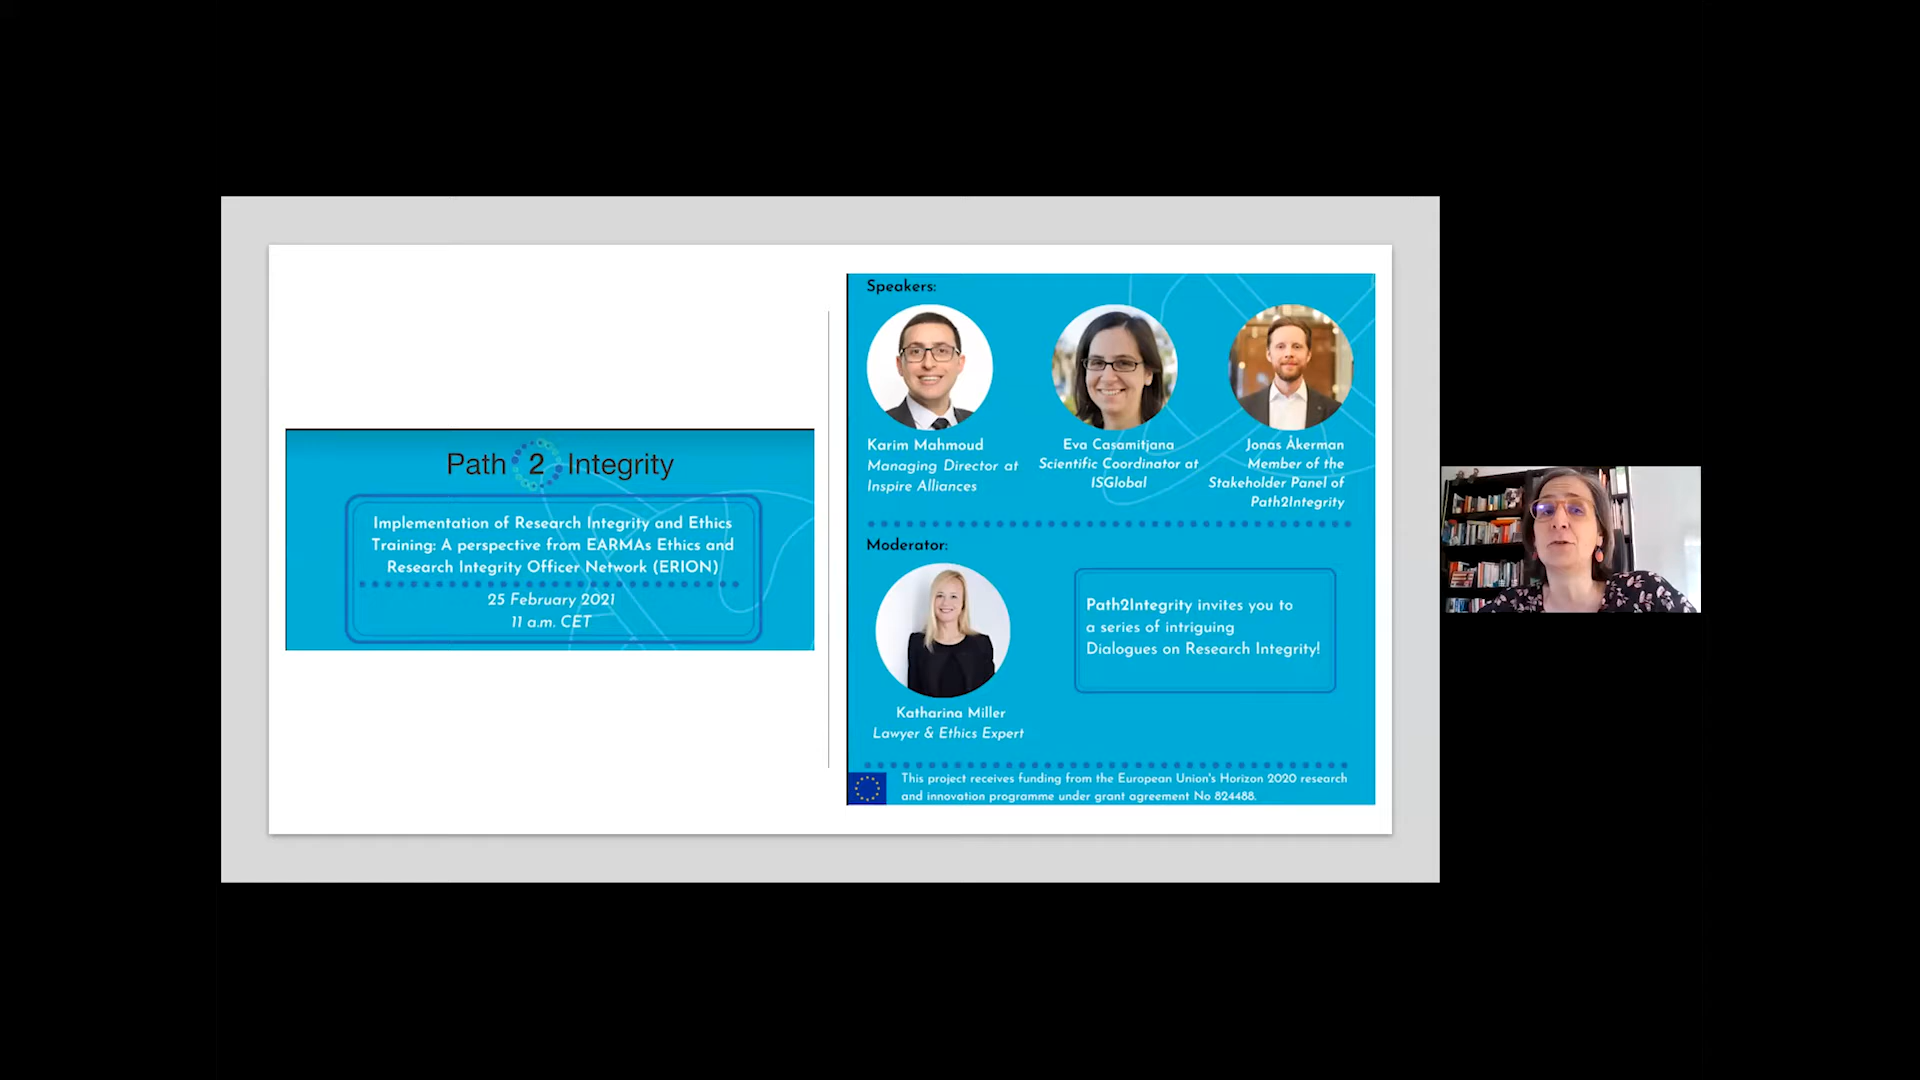 Path 2 Integrity
Implementation of Research Integrity and Ethics
Training: A perspective from EARMAs Ethics and
Research Integrity Officer Network (ERION)
25 February 2021
11 a.m. CET
Speakers:
Karim Mahmoud
Managing Director at
Inspire Alliances
Eva Casamitjana
Scientific Coordinator at
ISGlobal
Jonas Åkerman
Member of the
Stakeholder Panel of
Path2Integrity
Moderator:
Katharina Miller
Lawyer & Ethics Expert
Path2Integrity invites you to
a series of intriguing
Dialogues on Research Integrity!
This project receives funding from the European Union's Horizon 2020 research
and innovation programme under grant agreement No 824488.